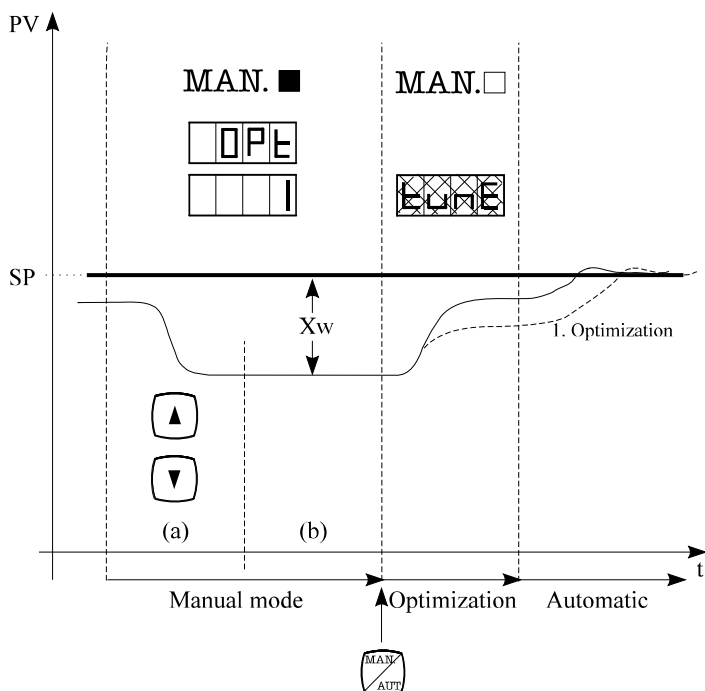 PV
MAN. MAN.
OPt
1
tunE
SP
Xw
1. Optimization
(a) (b)
t
Manual mode Optimization Automatic
MAN.
AUT